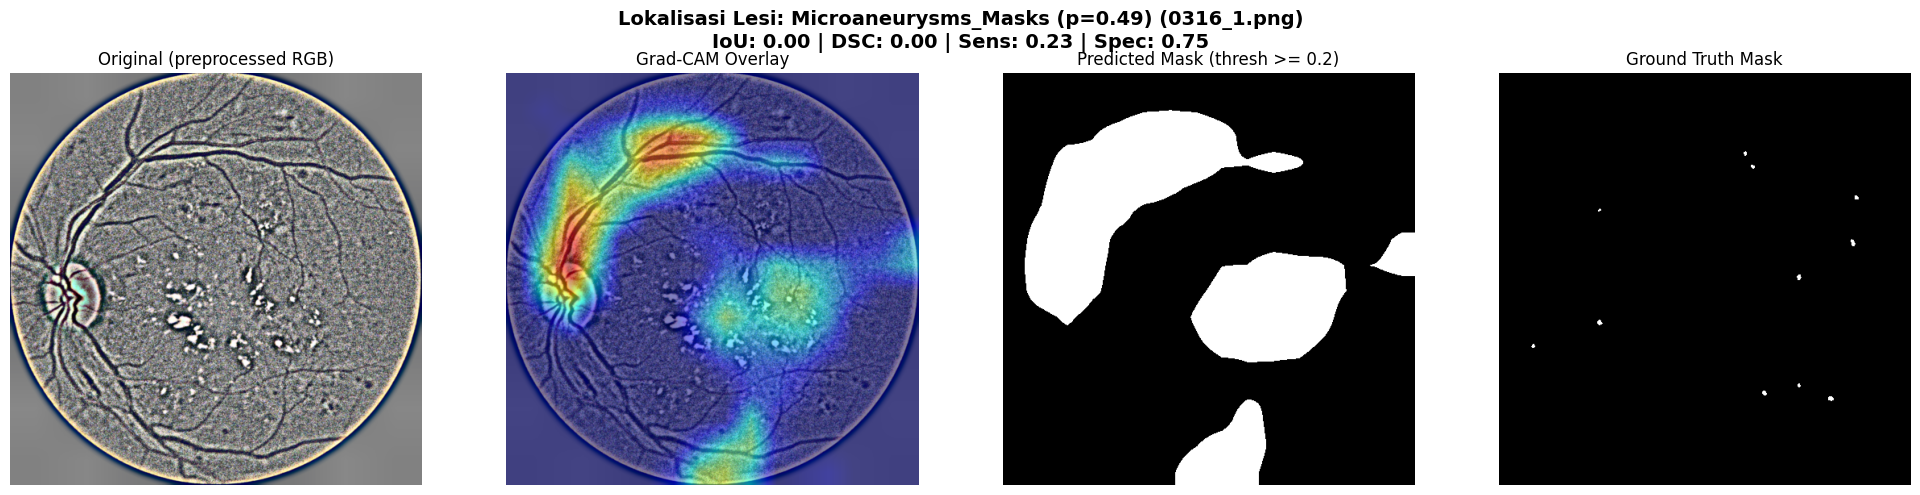 Lokalisasi Lesi: Microaneurysms_Masks (p=0.49) (0316_1.png)
IoU: 0.00 | DSC: 0.00 | Sens: 0.23 | Spec: 0.75
Original (preprocessed RGB)
Grad-CAM Overlay
Predicted Mask (thresh >= 0.2)
Ground Truth Mask